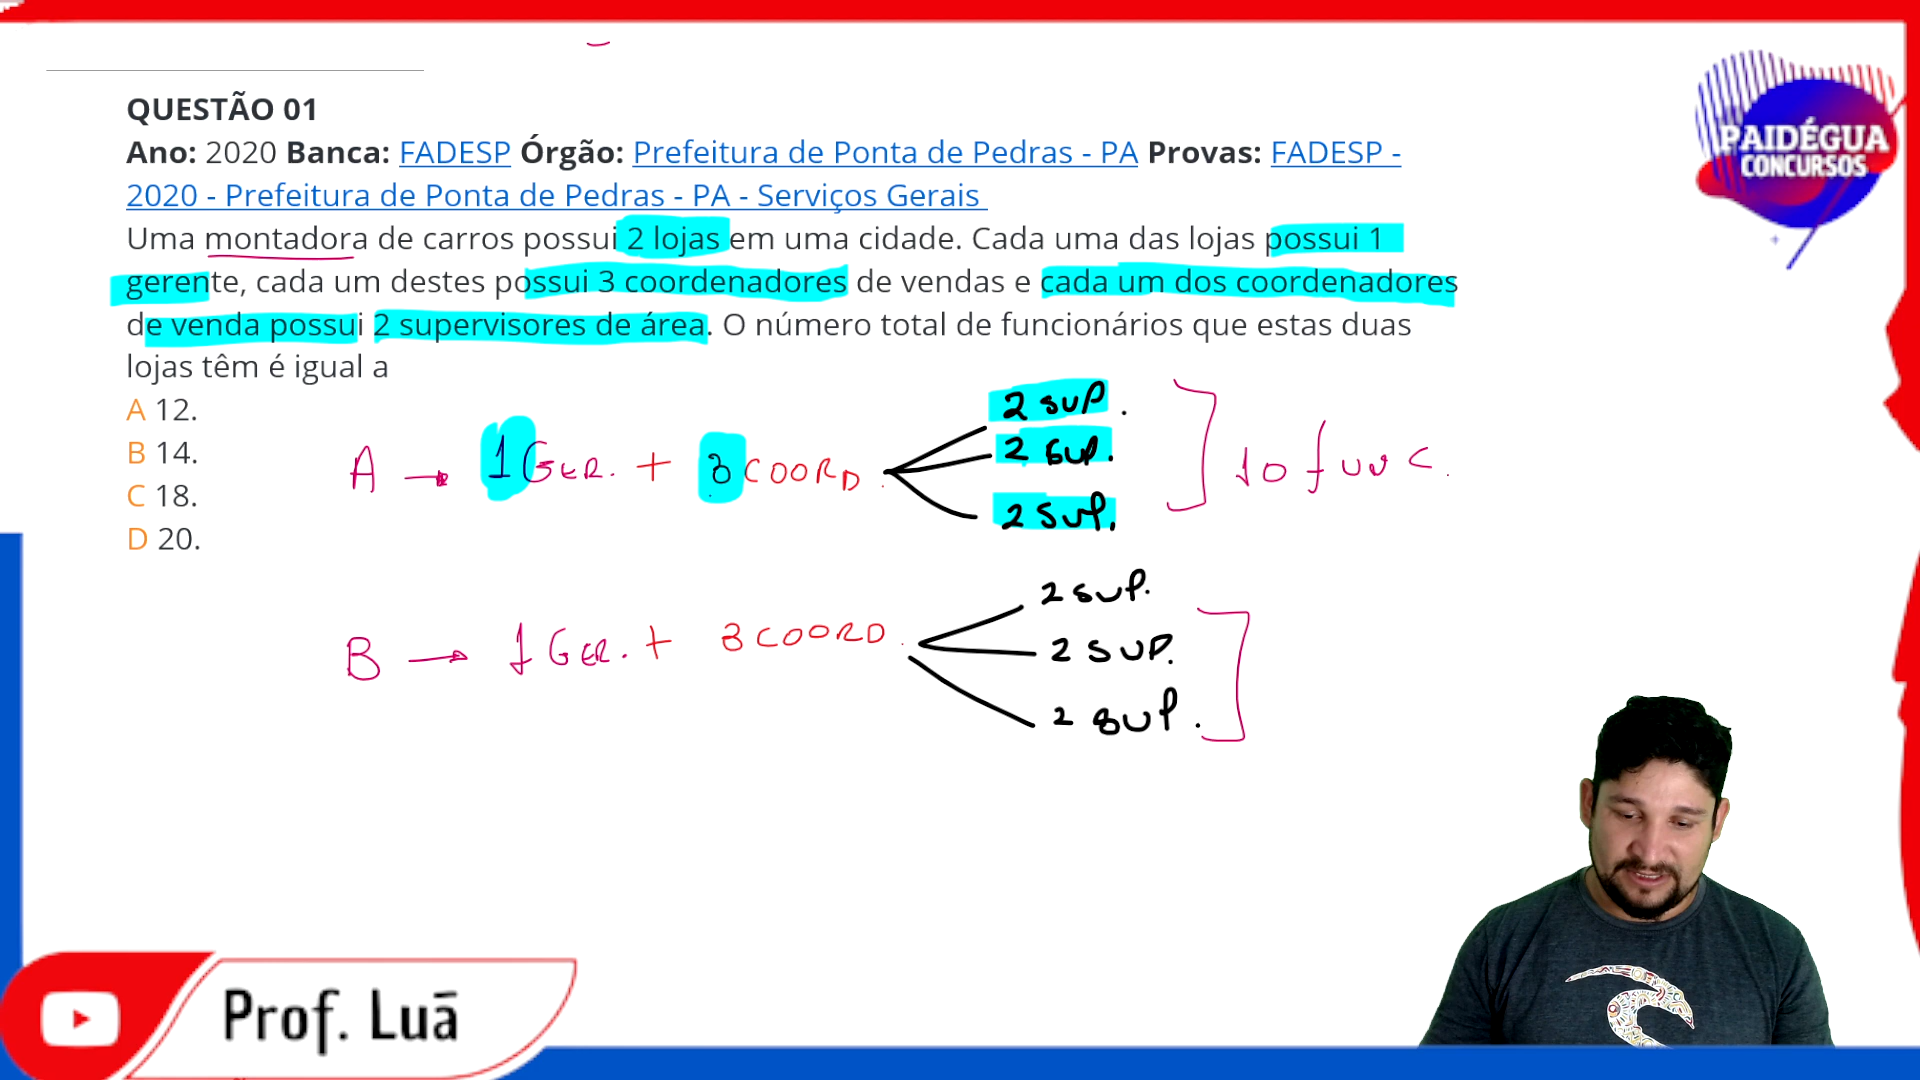 QUESTÃO 01
Ano: 2020 Banca: FADESP Órgão: Prefeitura de Ponta de Pedras - PA Provas: FADESP -
2020 - Prefeitura de Ponta de Pedras - PA - Serviços Gerais
Uma montadora de carros possui 2 lojas em uma cidade. Cada uma das lojas possui 1
gerente, cada um destes possui 3 coordenadores de vendas e cada um dos coordenadores
de venda possui 2 supervisores de área. O número total de funcionários que estas duas
lojas têm é igual a
A 12.
B 14.
C 18.
D 20.
A → 1 GER. + 3 COORD.
2 SUP.
2 SUP.
2 SUP.
10 func.
B → 1 GER. + 3 COORD.
2 SUP.
2 SUP.
2 SUP.
PAIDÉGUA
CONCURSOS
Prof. Luã